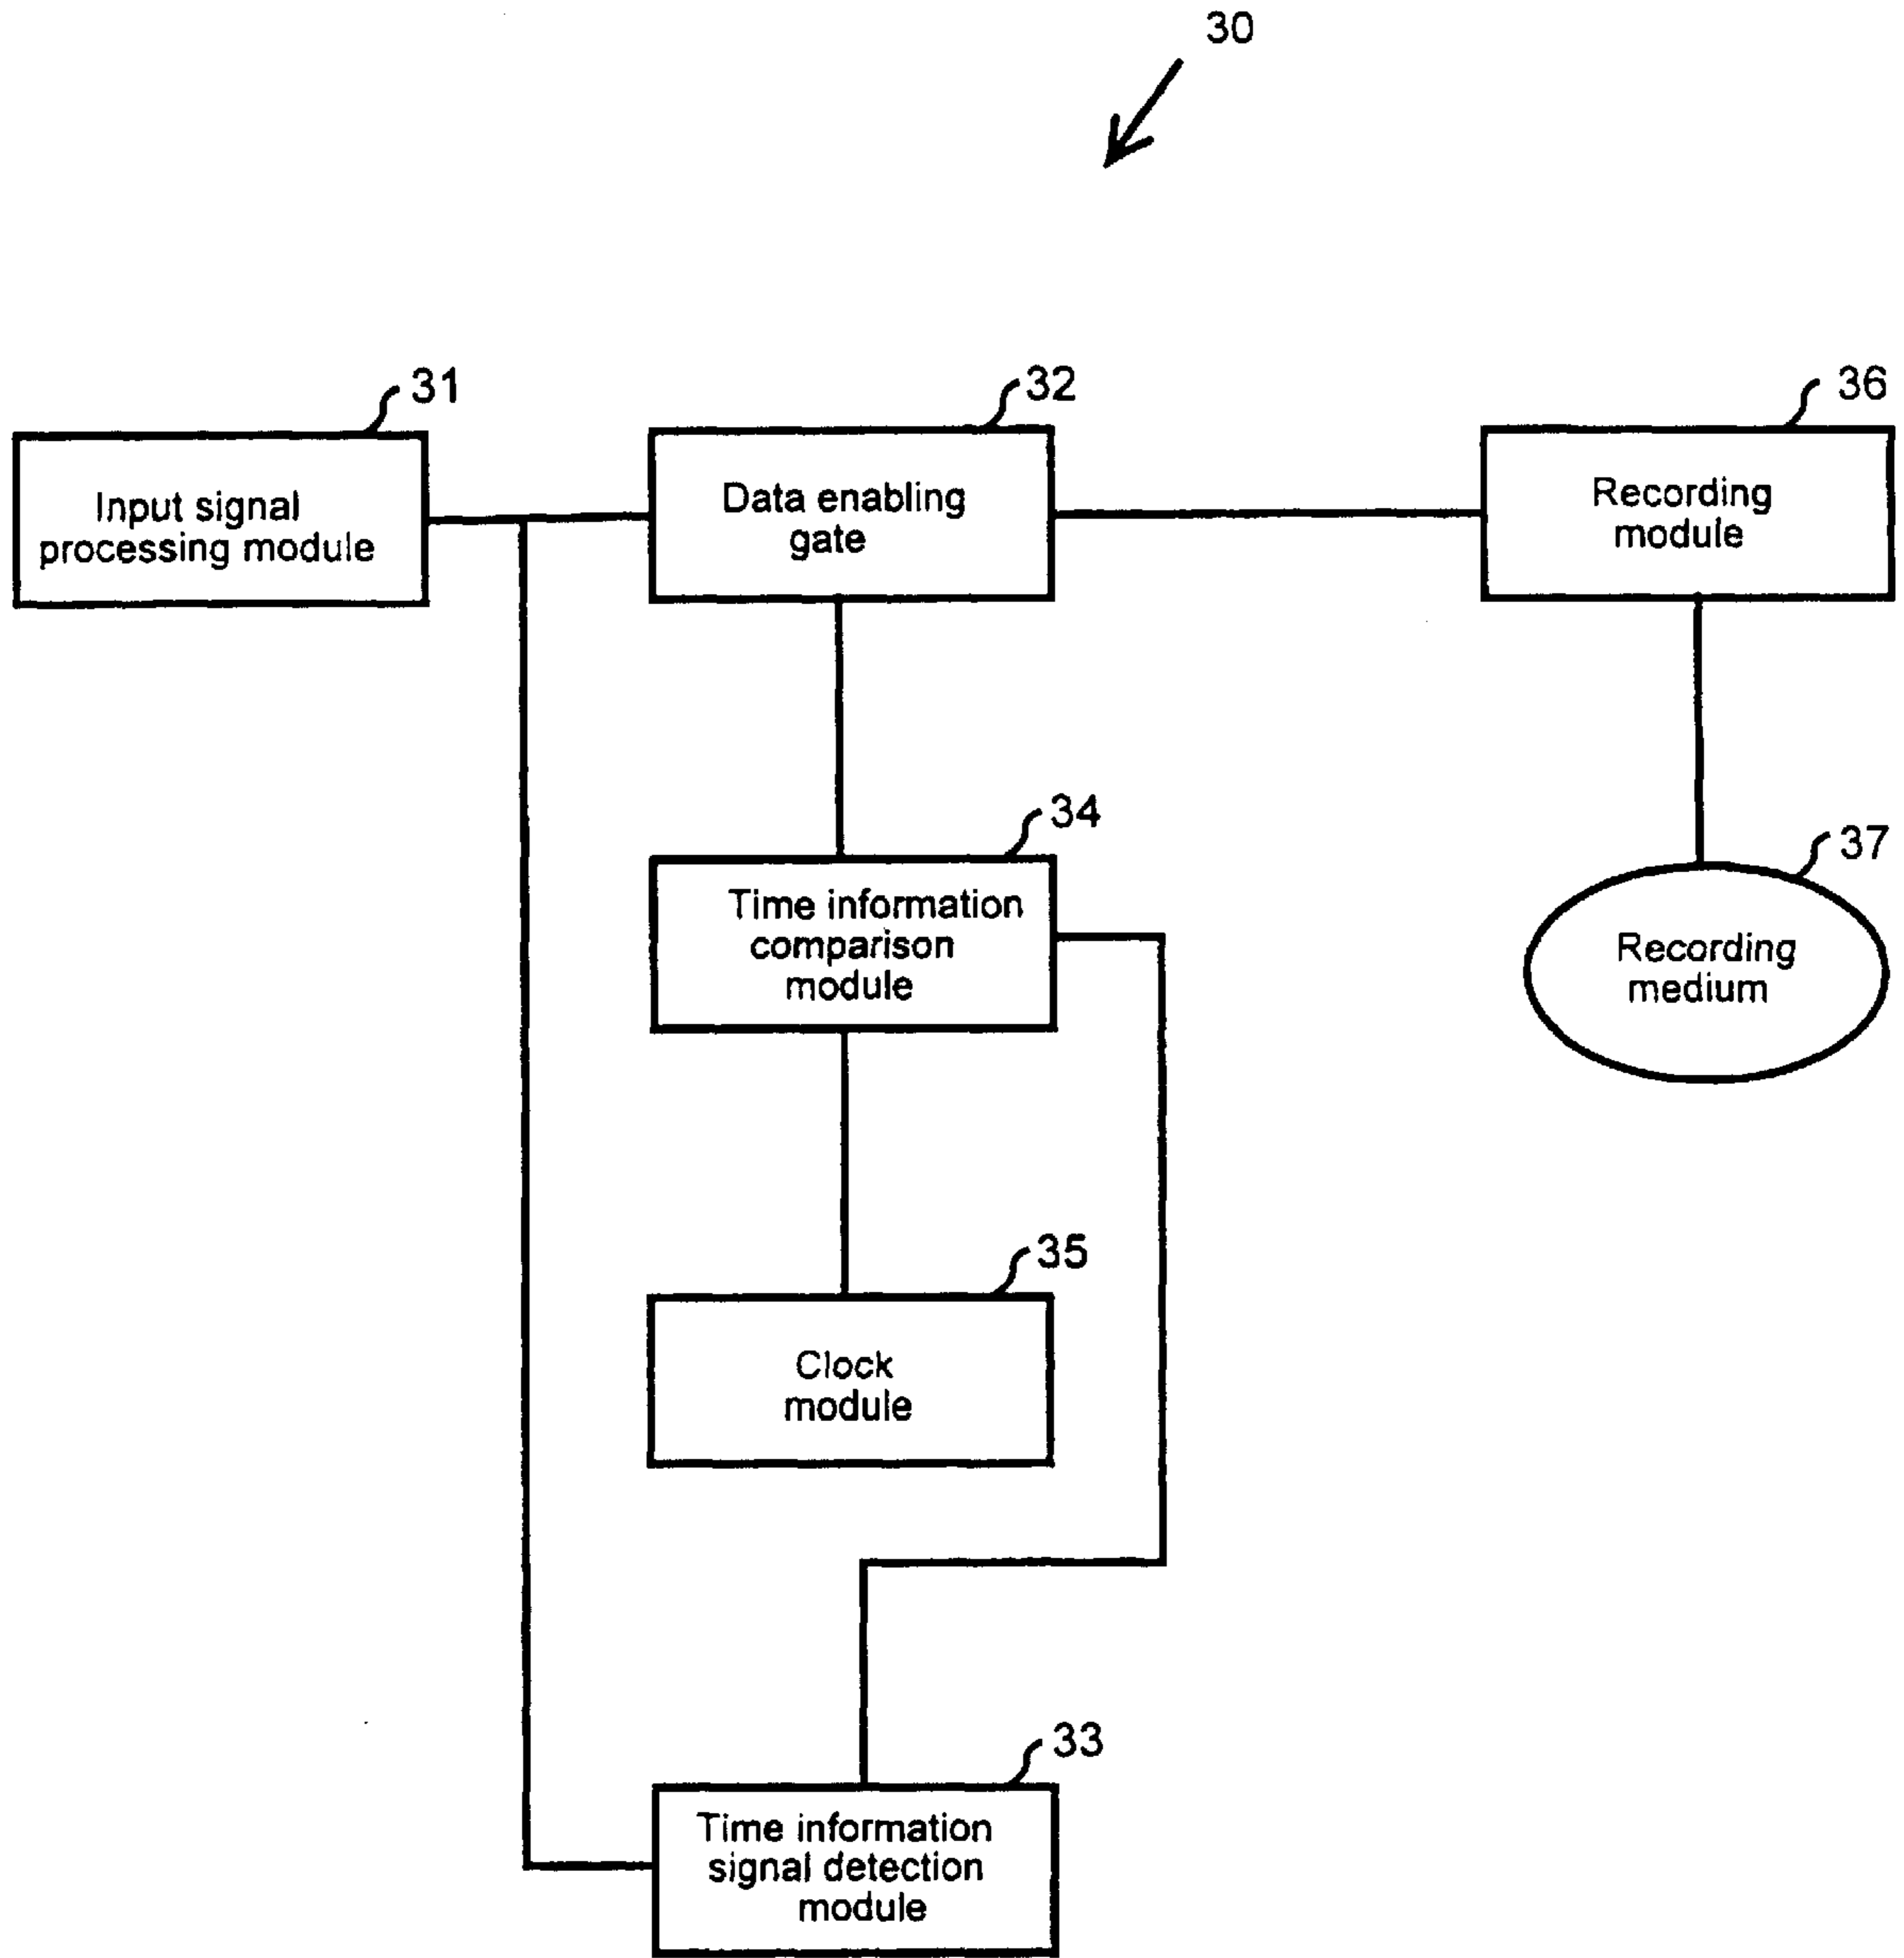 30
31
Input signal
processing module
32
Data enabling
gate
36
Recording
module
34
Time information
comparison
module
37
Recording
medium
35
Clock
module
33
Time information
signal detection
module